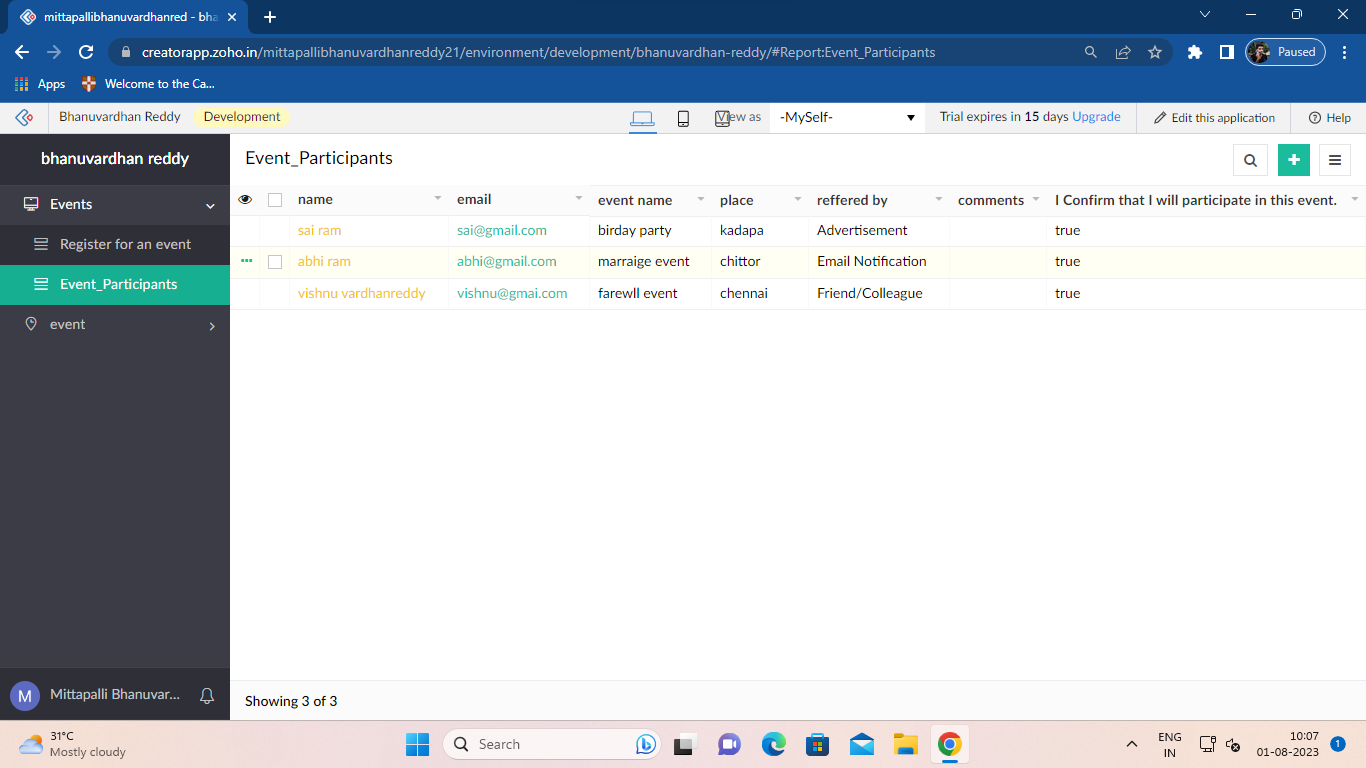 mittapallibhanuvardhanred - bha
creatorapp.zoho.in/mittapallibhanuvardhanreddy21/environment/development/bhanuvardhan-reddy/#Report:Event_Participants
Paused
Apps Welcome to the Ca...
Bhanuvardhan Reddy Development View as -MySelf- Trial expires in 15 days Upgrade Edit this application Help
bhanuvardhan reddy
Events
Register for an event
Event_Participants
event
Event_Participants
name email event name place reffered by comments I Confirm that I will participate in this event.
sai ram sai@gmail.com birday party kadapa Advertisement true
abhi ram abhi@gmail.com marraige event chittor Email Notification true
vishnu vardhanreddy vishnu@gmai.com farewll event chennai Friend/Colleague true
M Mittapalli Bhanuvar...
Showing 3 of 3
31°C
Mostly cloudy
Search
ENG
IN
10:07
01-08-2023
1